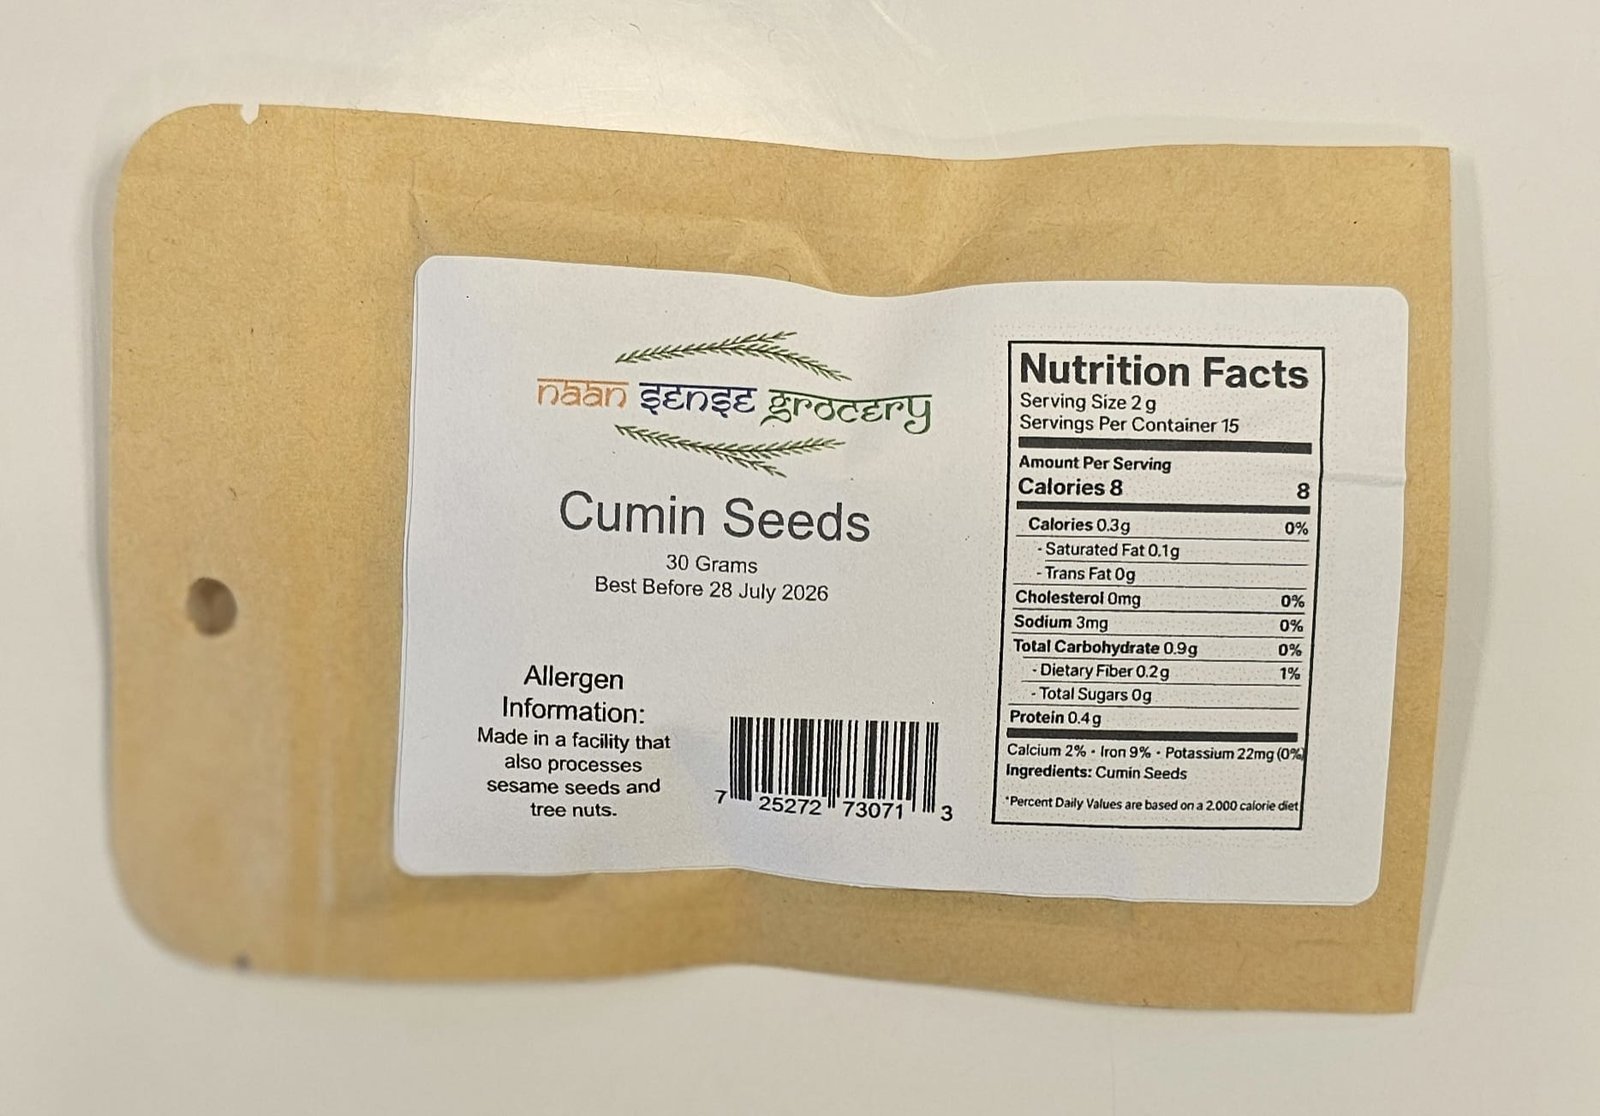 naan sense grocery
Cumin Seeds
30 Grams
Best Before 28 July 2026
Allergen
Information:
Made in a facility that
also processes
sesame seeds and
tree nuts.
7 25272 73071 3
Nutrition Facts
Serving Size 2 g
Servings Per Container 15
Amount Per Serving
Calories 8 8
Calories 0.3g 0%
- Saturated Fat 0.1g
- Trans Fat 0g
Cholesterol 0mg 0%
Sodium 3mg 0%
Total Carbohydrate 0.9g 0%
- Dietary Fiber 0.2g 1%
- Total Sugars 0g
Protein 0.4g
Calcium 2% · Iron 9% · Potassium 22mg (0%)
Ingredients: Cumin Seeds
*Percent Daily Values are based on a 2.000 calorie diet